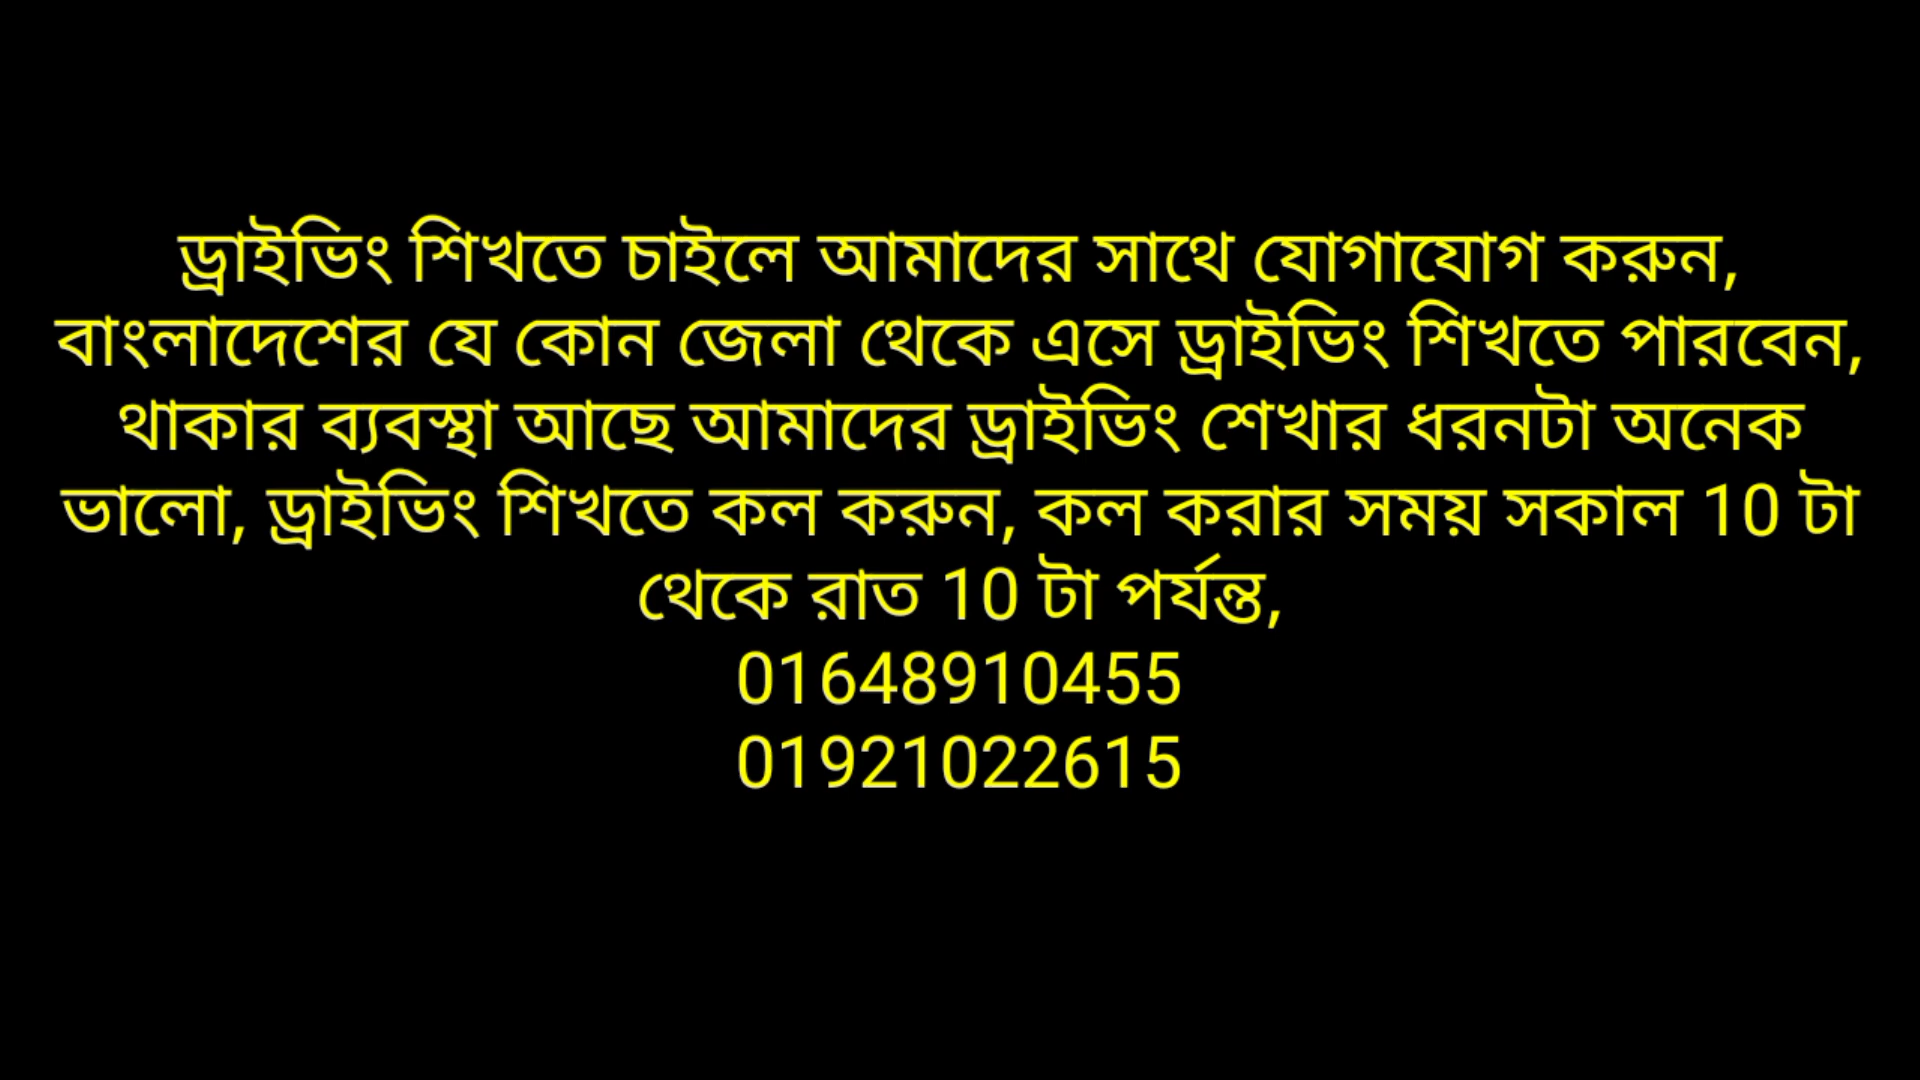 ড্রাইভিং শিখতে চাইলে আমাদের সাথে যোগাযোগ করুন,
বাংলাদেশের যে কোন জেলা থেকে এসে ড্রাইভিং শিখতে পারবেন,
থাকার ব্যবস্থা আছে আমাদের ড্রাইভিং শেখার ধরনটা অনেক
ভালো, ড্রাইভিং শিখতে কল করুন, কল করার সময় সকাল 10 টা
থেকে রাত 10 টা পর্যন্ত,
01648910455
01921022615